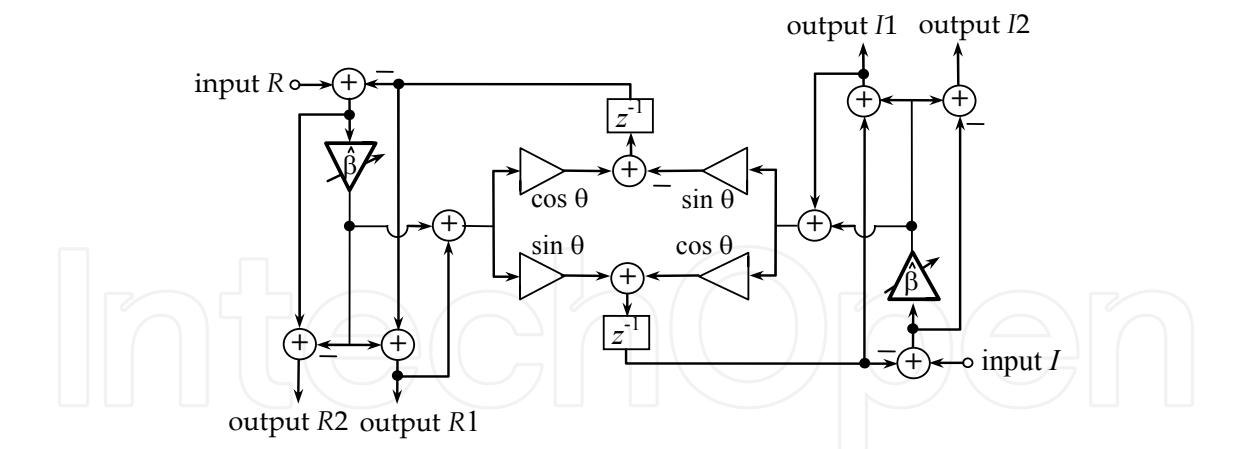 output I1 output I2
input R
+
−
+
+
−
z⁻¹
β̂
+
−
cos θ
sin θ
+
+
sin θ
cos θ
+
β̂
z⁻¹
+
−
+
−
+
input I
output R2 output R1
IntechOpen